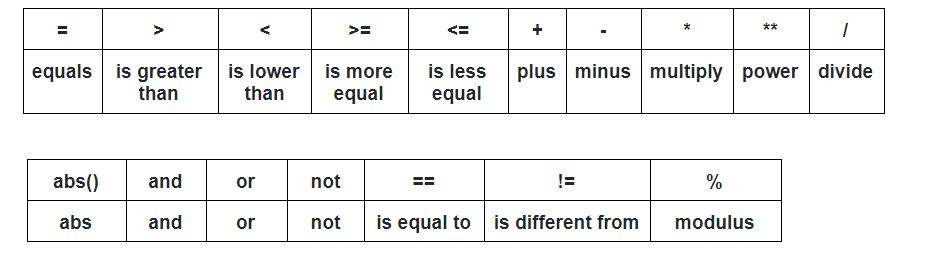 = > < >= <= + - * ** /
equals is greater than is lower than is more equal is less equal plus minus multiply power divide
abs() and or not == != %
abs and or not is equal to is different from modulus